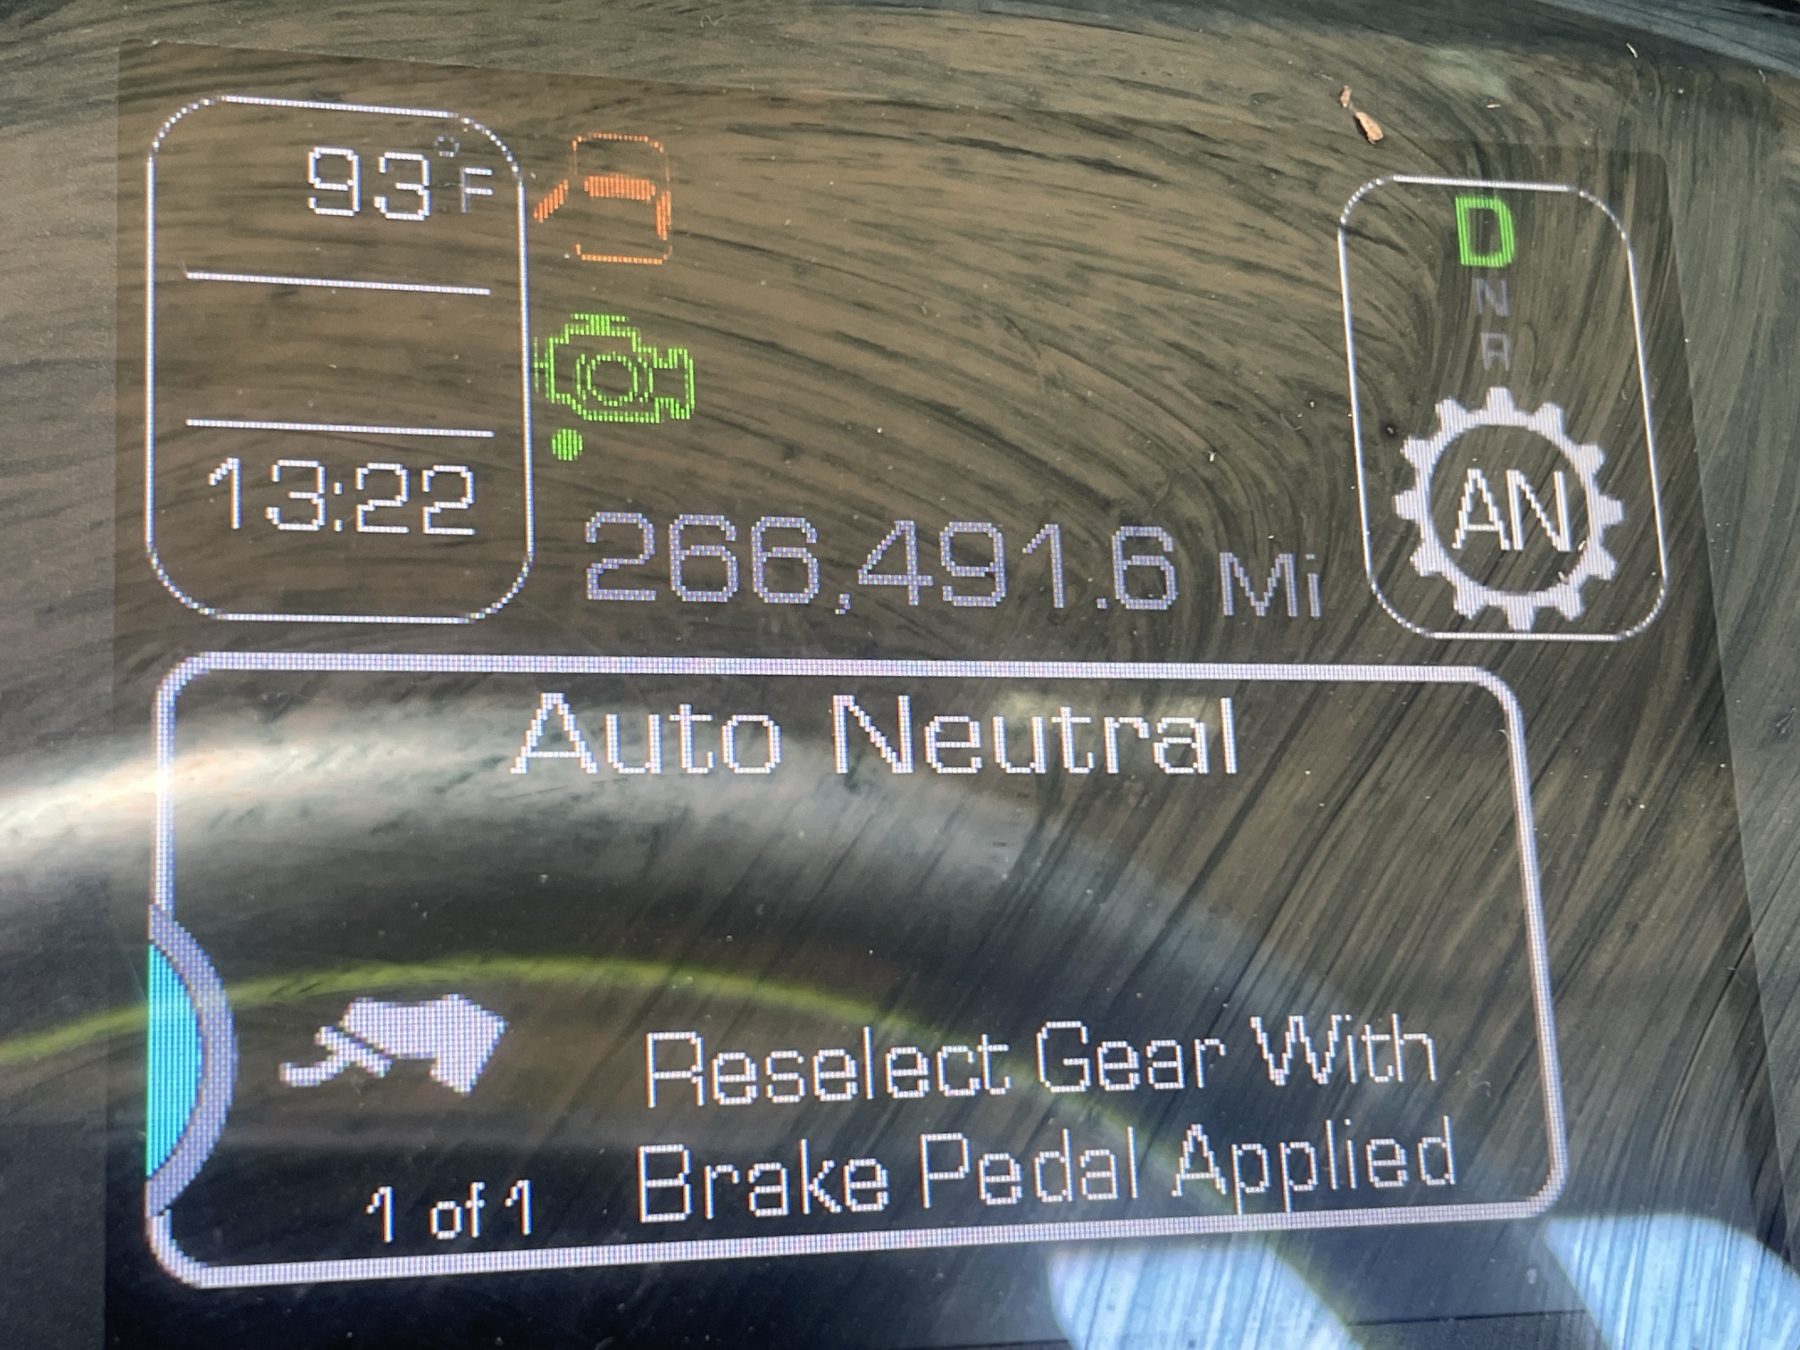 93°F
13:22
266,491.6 Mi
D
N
R
AN
Auto Neutral
Reselect Gear With
Brake Pedal Applied
1 of 1